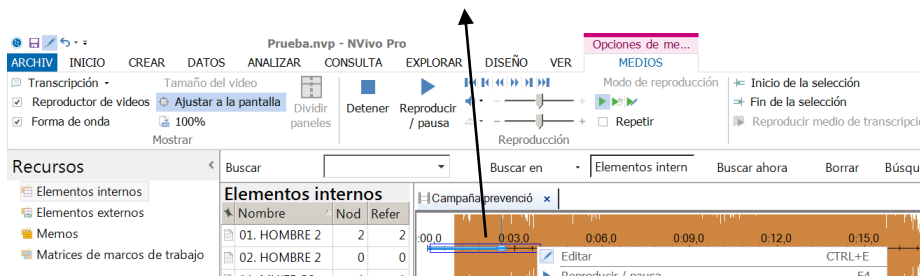 Prueba.nvp - NVivo Pro
Opciones de me...
ARCHIV INICIO CREAR DATOS ANALIZAR CONSULTA EXPLORAR DISEÑO VER MEDIOS
Transcripción
Reproductor de videos
Forma de onda
Tamaño del video
Ajustar a la pantalla
100%
Dividir
paneles
Mostrar
Detener
Reproducir
/ pausa
Reproducción
Modo de reproducción
Repetir
Inicio de la selección
Fin de la selección
Reproducir medio de transcripció
Recursos
Buscar
Buscar en
Elementos intern
Buscar ahora
Borrar
Búsqu
Elementos internos
Elementos externos
Memos
Matrices de marcos de trabajo
Elementos internos
Nombre Nod Refer
01. HOMBRE 2 2 2
02. HOMBRE 2 0 0
Campaña prevenció ×
:00,0 0:03,0 0:06,0 0:09,0 0:12,0 0:15,0
Editar CTRL+E
Reproducir / pausa F4